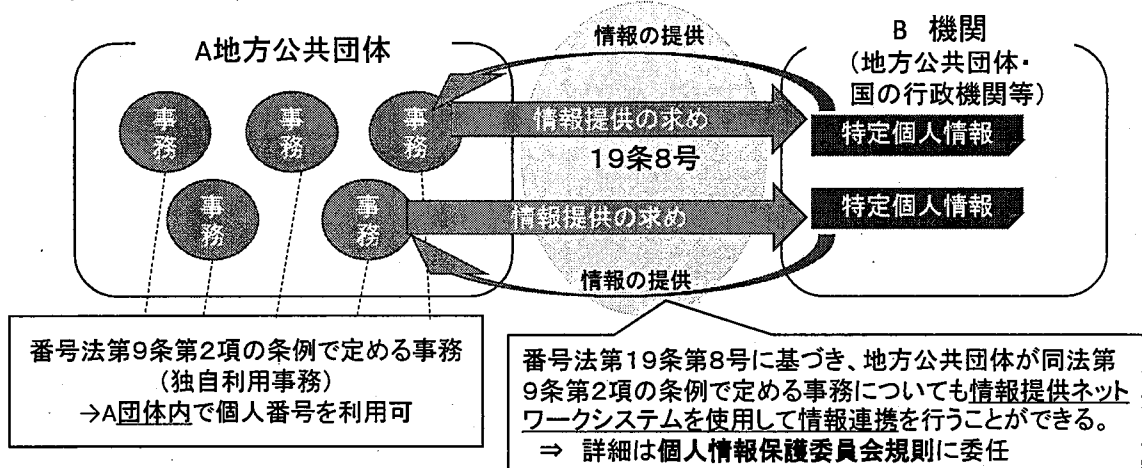 A地方公共団体
事務
事務
事務
事務
事務
情報の提供
情報提供の求め
19条8号
情報提供の求め
情報の提供
B 機関
(地方公共団体・
国の行政機関等)
特定個人情報
特定個人情報
番号法第9条第2項の条例で定める事務
(独自利用事務)
→A団体内で個人番号を利用可
番号法第19条第8号に基づき、地方公共団体が同法第
9条第2項の条例で定める事務についても情報提供ネット
ワークシステムを使用して情報連携を行うことができる。
⇒ 詳細は個人情報保護委員会規則に委任